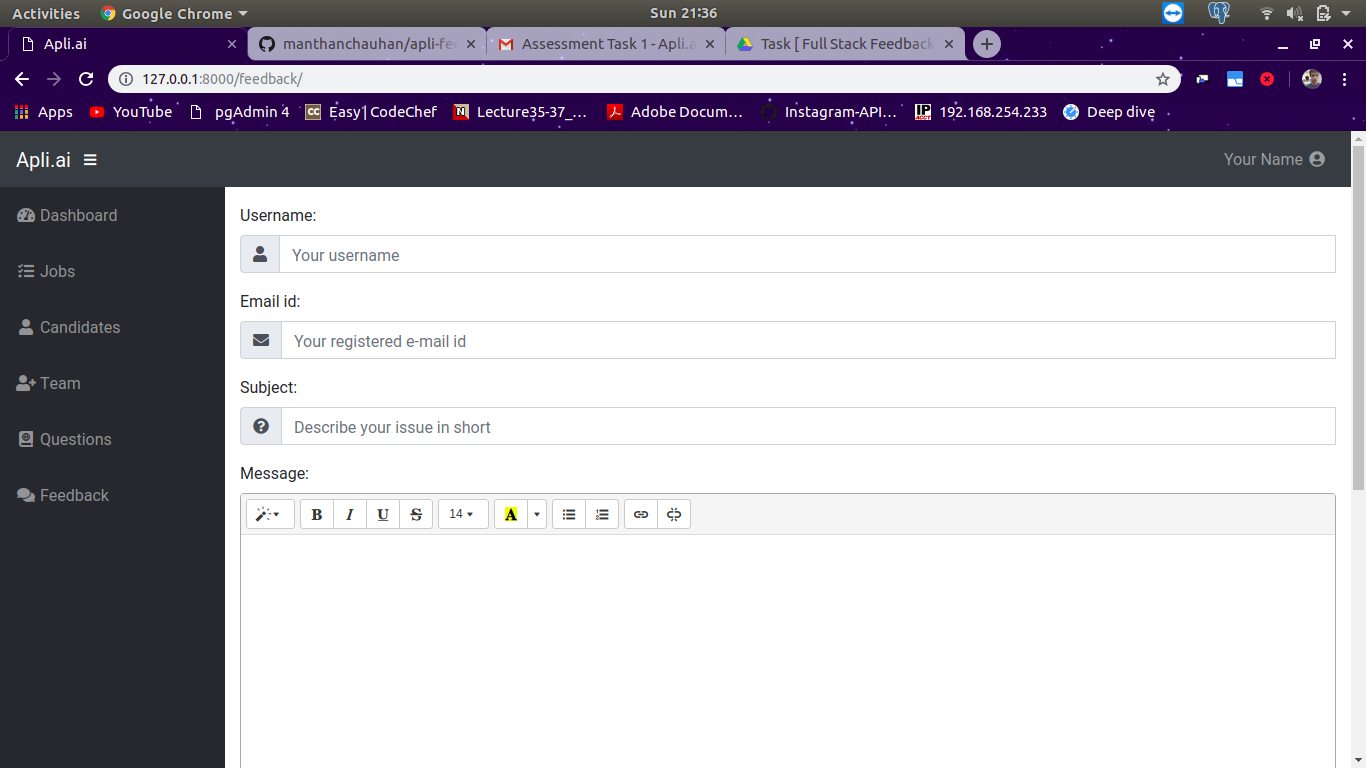 Activities Google Chrome Sun 21:36
Apli.ai manthanchauhan/apli-fee Assessment Task 1 - Apli.a Task [ Full Stack Feedback
127.0.0.1:8000/feedback/
Apps YouTube pgAdmin 4 CC Easy | CodeChef N Lecture35-37_... Adobe Docum... Instagram-API... IP 192.168.254.233 Deep dive
Apli.ai Your Name
Dashboard
Jobs
Candidates
Team
Questions
Feedback
Username:
Your username
Email id:
Your registered e-mail id
Subject:
Describe your issue in short
Message:
B I U S 14 A